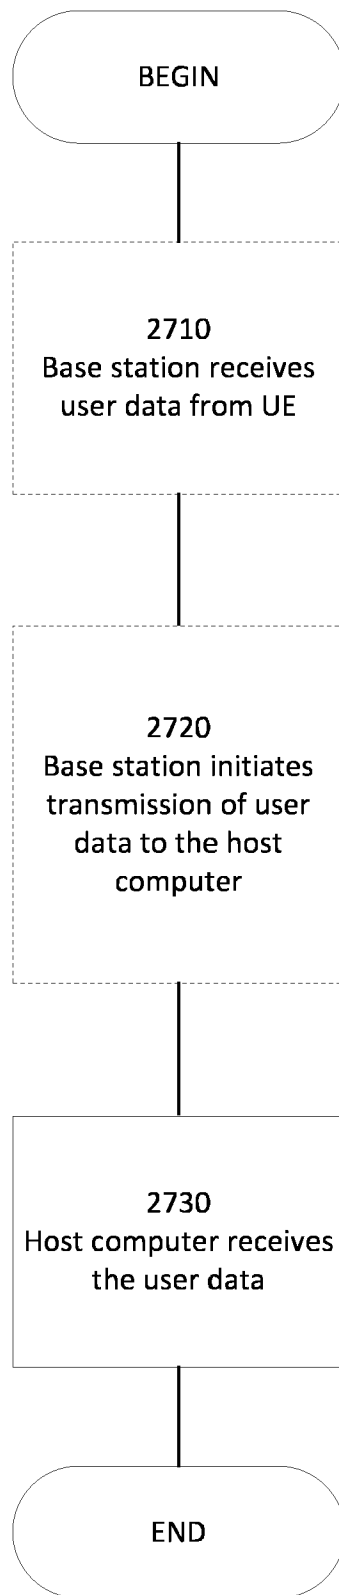 BEGIN
2710
Base station receives
user data from UE
2720
Base station initiates
transmission of user
data to the host
computer
2730
Host computer receives
the user data
END